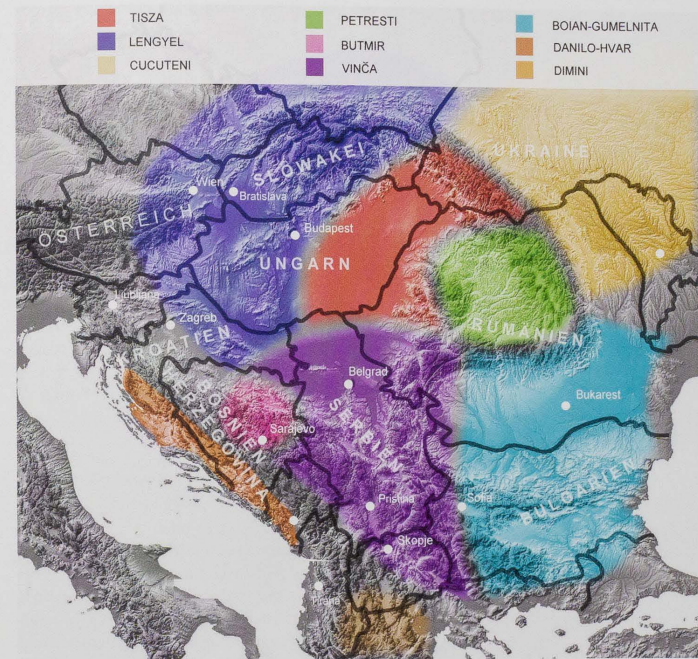 TISZA
LENGYEL
CUCUTENI
PETRESTI
BUTMIR
VINČA
BOIAN-GUMELNITA
DANILO-HVAR
DIMINI
UKRAINE
SLOWAKEI
Wien
Bratislava
ÖSTERREICH
Budapest
UNGARN
Ljubljana
Zagreb
KROATIEN
RUMÄNIEN
Belgrad
Bukarest
BOSNIEN
HERZEGOWINA
SERBIEN
Sarajevo
BULGARIEN
Pristina
Sofia
Skopje